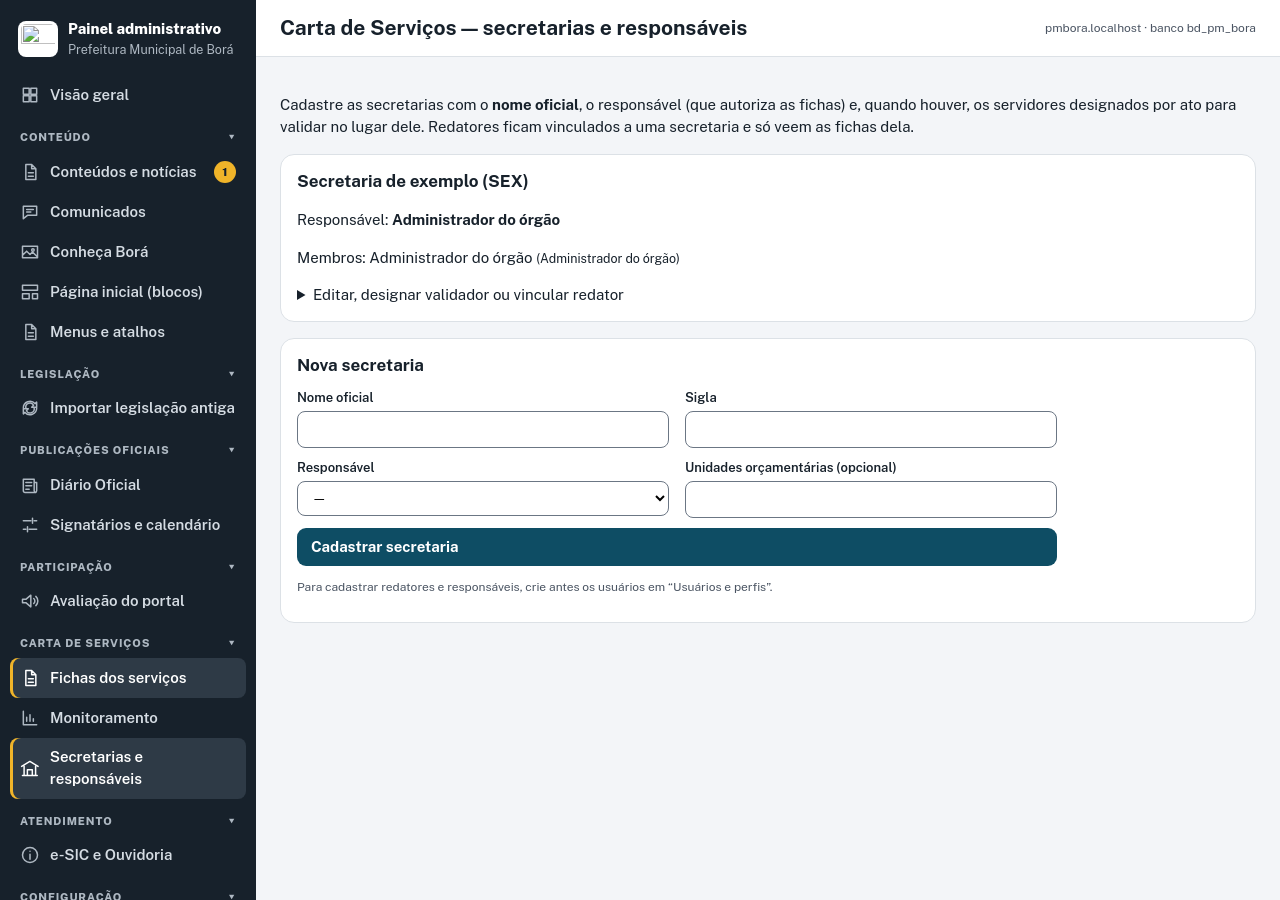 Painel administrativo
Prefeitura Municipal de Borá
Visão geral
CONTEÚDO
Conteúdos e notícias 1
Comunicados
Conheça Borá
Página inicial (blocos)
Menus e atalhos
LEGISLAÇÃO
Importar legislação antiga
PUBLICAÇÕES OFICIAIS
Diário Oficial
Signatários e calendário
PARTICIPAÇÃO
Avaliação do portal
CARTA DE SERVIÇOS
Fichas dos serviços
Monitoramento
Secretarias e
responsáveis
ATENDIMENTO
e-SIC e Ouvidoria
CONFIGURAÇÃO
Carta de Serviços — secretarias e responsáveis
pmbora.localhost · banco bd_pm_bora
Cadastre as secretarias com o nome oficial, o responsável (que autoriza as fichas) e, quando houver, os servidores designados por ato para
validar no lugar dele. Redatores ficam vinculados a uma secretaria e só veem as fichas dela.
Secretaria de exemplo (SEX)
Responsável: Administrador do órgão
Membros: Administrador do órgão (Administrador do órgão)
Editar, designar validador ou vincular redator
Nova secretaria
Nome oficial
Sigla
Responsável
—
Unidades orçamentárias (opcional)
Cadastrar secretaria
Para cadastrar redatores e responsáveis, crie antes os usuários em “Usuários e perfis”.